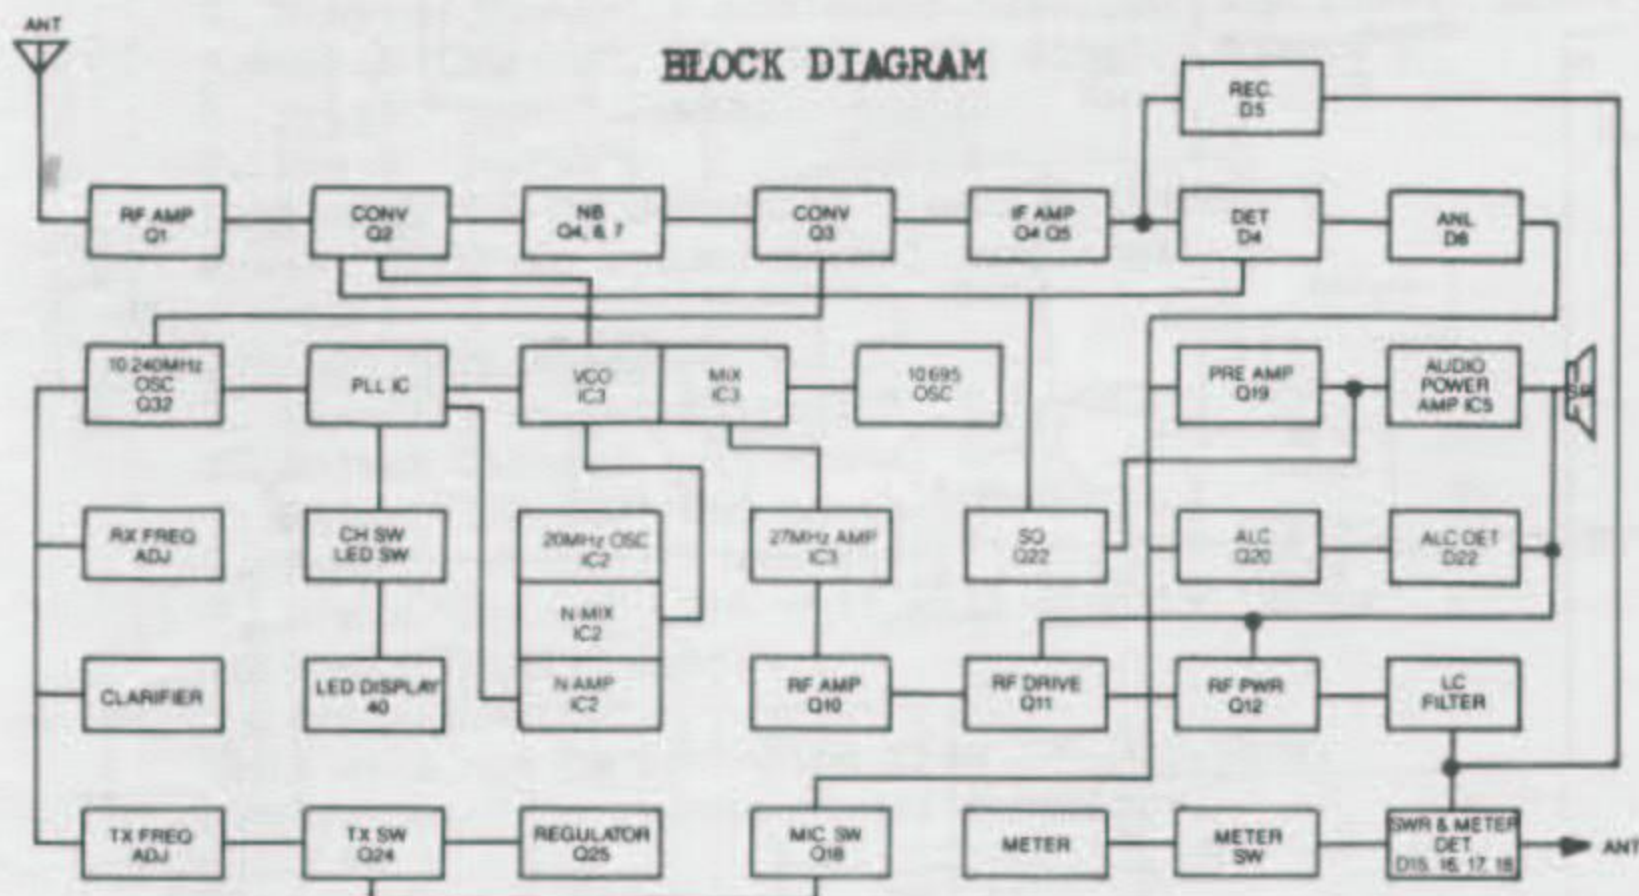 ANT
BLOCK DIAGRAM
REC.
D5
RF AMP
Q1
CONV
Q2
NB
Q4, 6, 7
CONV
Q3
IF AMP
Q4 Q5
DET
D4
ANL
D6
10.240MHz
OSC
Q32
PLL IC
VCO
IC3
MIX
IC3
10.695
OSC
PRE AMP
Q19
AUDIO
POWER
AMP IC5
SP
RX FREQ
ADJ
CH SW
LED SW
20MHz OSC
IC2
N-MIX
IC2
27MHz AMP
IC3
SQ
Q22
ALC
Q20
ALC DET
D22
CLARIFIER
LED DISPLAY
40
N-AMP
IC2
RF AMP
Q10
RF DRIVE
Q11
RF PWR
Q12
LC
FILTER
TX FREQ
ADJ
TX SW
Q24
REGULATOR
Q25
MIC SW
Q18
METER
METER
SW
SWR & METER
DET
D15, 16, 17, 18
ANT